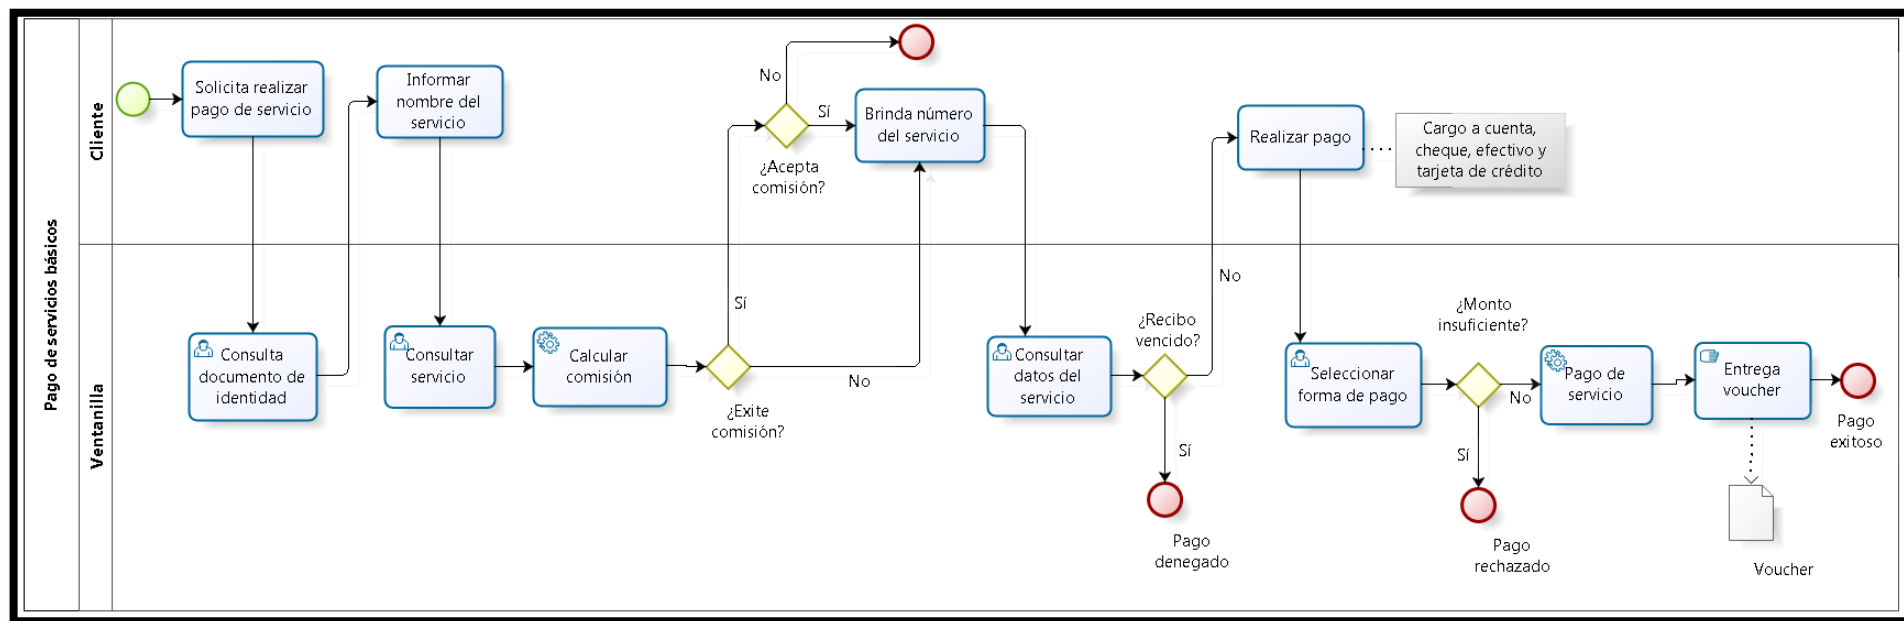 Pago de servicios básicos
Cliente
Solicita realizar
pago de servicio
Informar
nombre del
servicio
No
Sí
¿Acepta
comisión?
Brinda número
del servicio
Realizar pago
Cargo a cuenta,
cheque, efectivo y
tarjeta de crédito
Ventanilla
Consulta
documento de
identidad
Consultar
servicio
Calcular
comisión
Sí
No
¿Exite
comisión?
Consultar
datos del
servicio
¿Recibo
vencido?
No
Sí
Pago
denegado
Seleccionar
forma de pago
¿Monto
insuficiente?
No
Sí
Pago
rechazado
Pago de
servicio
Entrega
voucher
Voucher
Pago
exitoso